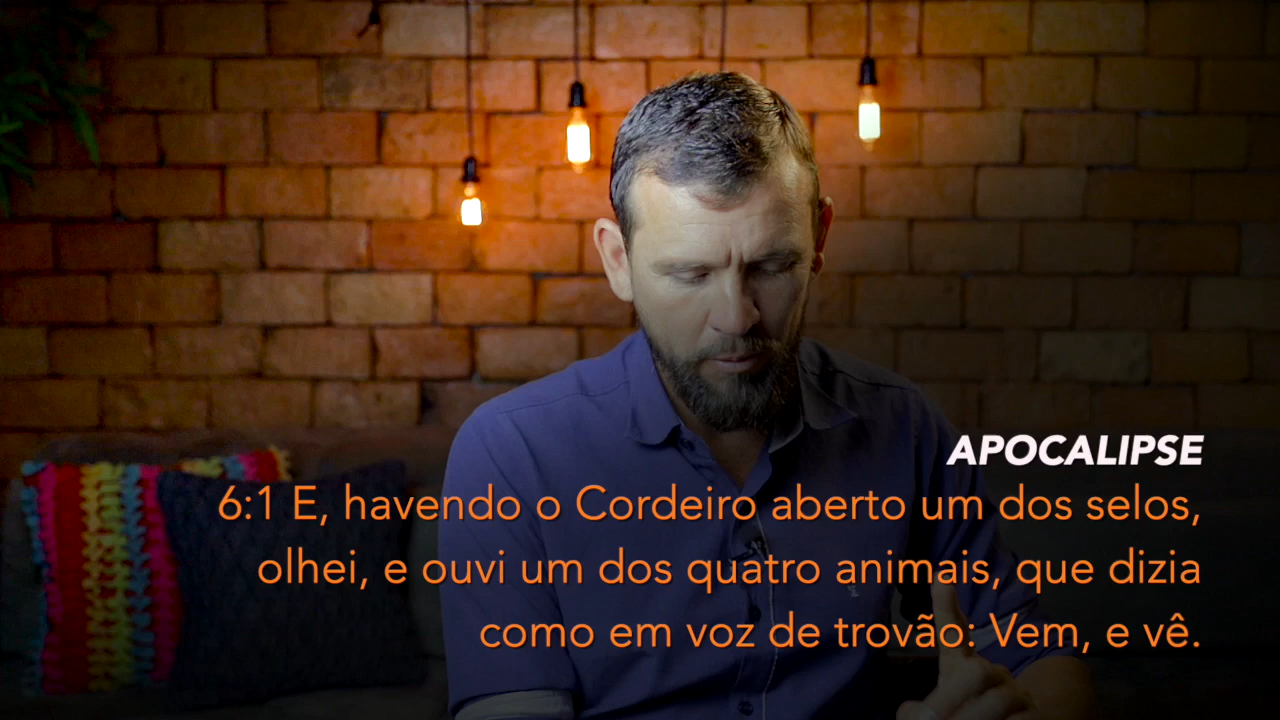 APOCALIPSE
6:1 E, havendo o Cordeiro aberto um dos selos,
olhei, e ouvi um dos quatro animais, que dizia
como em voz de trovão: Vem, e vê.